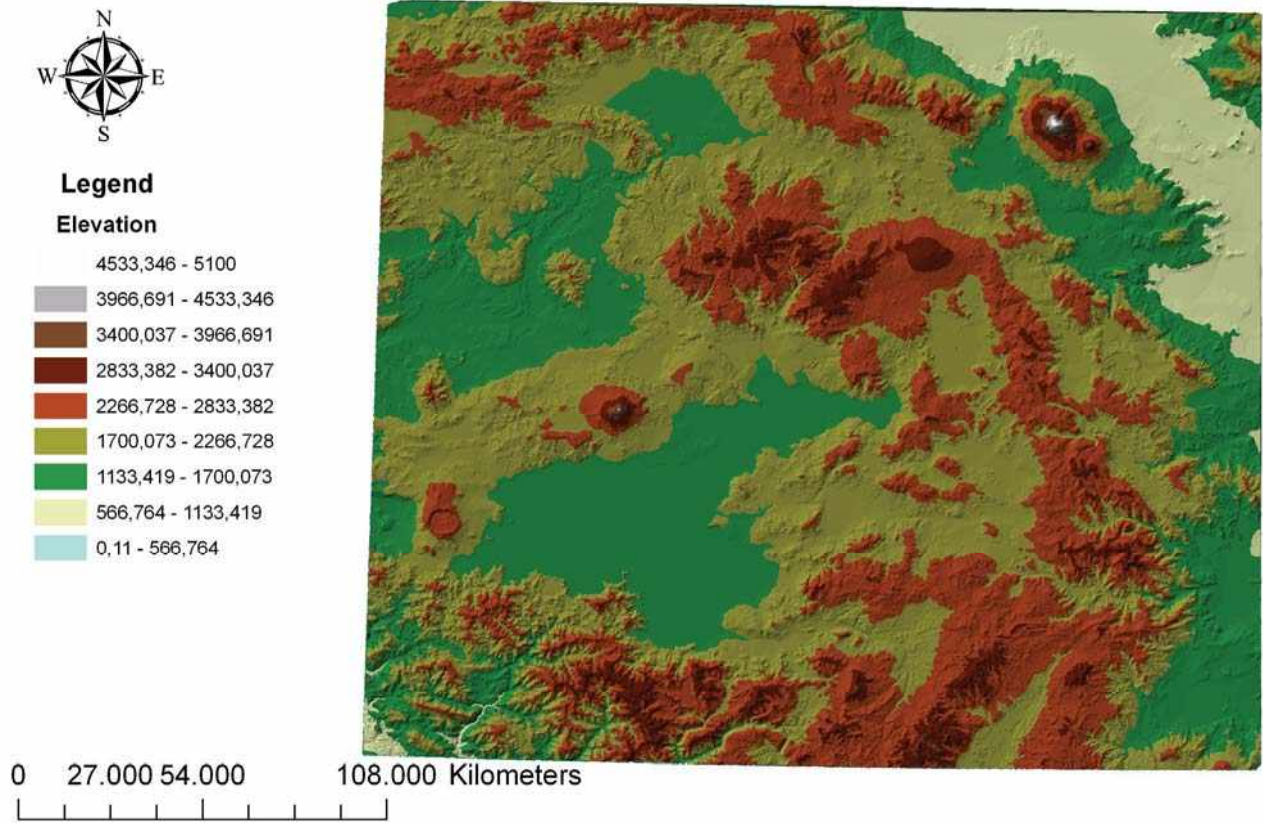 N
W E
S
Legend
Elevation
4533,346 - 5100
3966,691 - 4533,346
3400,037 - 3966,691
2833,382 - 3400,037
2266,728 - 2833,382
1700,073 - 2266,728
1133,419 - 1700,073
566,764 - 1133,419
0,11 - 566,764
0 27.000 54.000 108.000 Kilometers